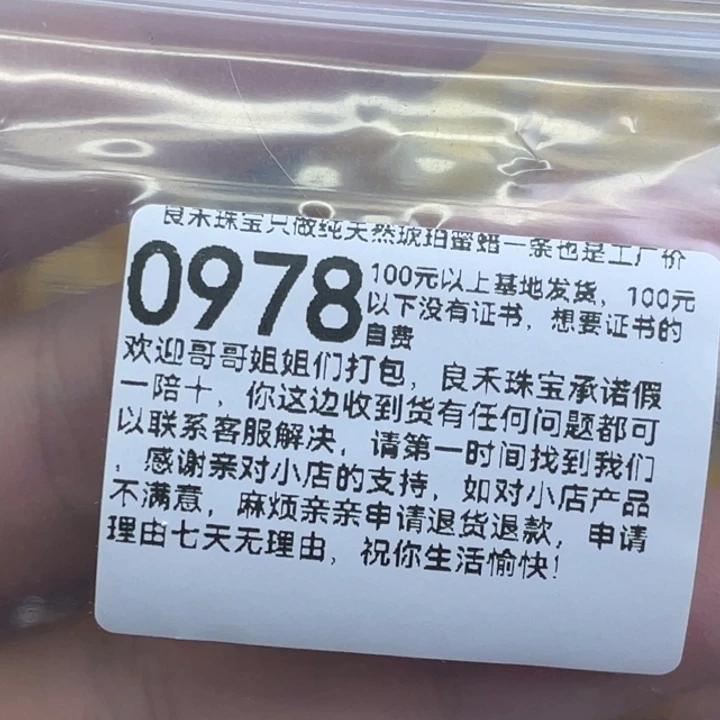 良禾珠宝只做纯天然琥珀蜜蜡一条也是工厂价
0978
100元以上基地发货，100元
以下没有证书，想要证书的
自费
欢迎哥哥姐姐们打包，良禾珠宝承诺假
一陪十，你这边收到货有任何问题都可
以联系客服解决，请第一时间找到我们
，感谢亲对小店的支持，如对小店产品
不满意，麻烦亲亲申请退货退款，申请
理由七天无理由，祝你生活愉快！